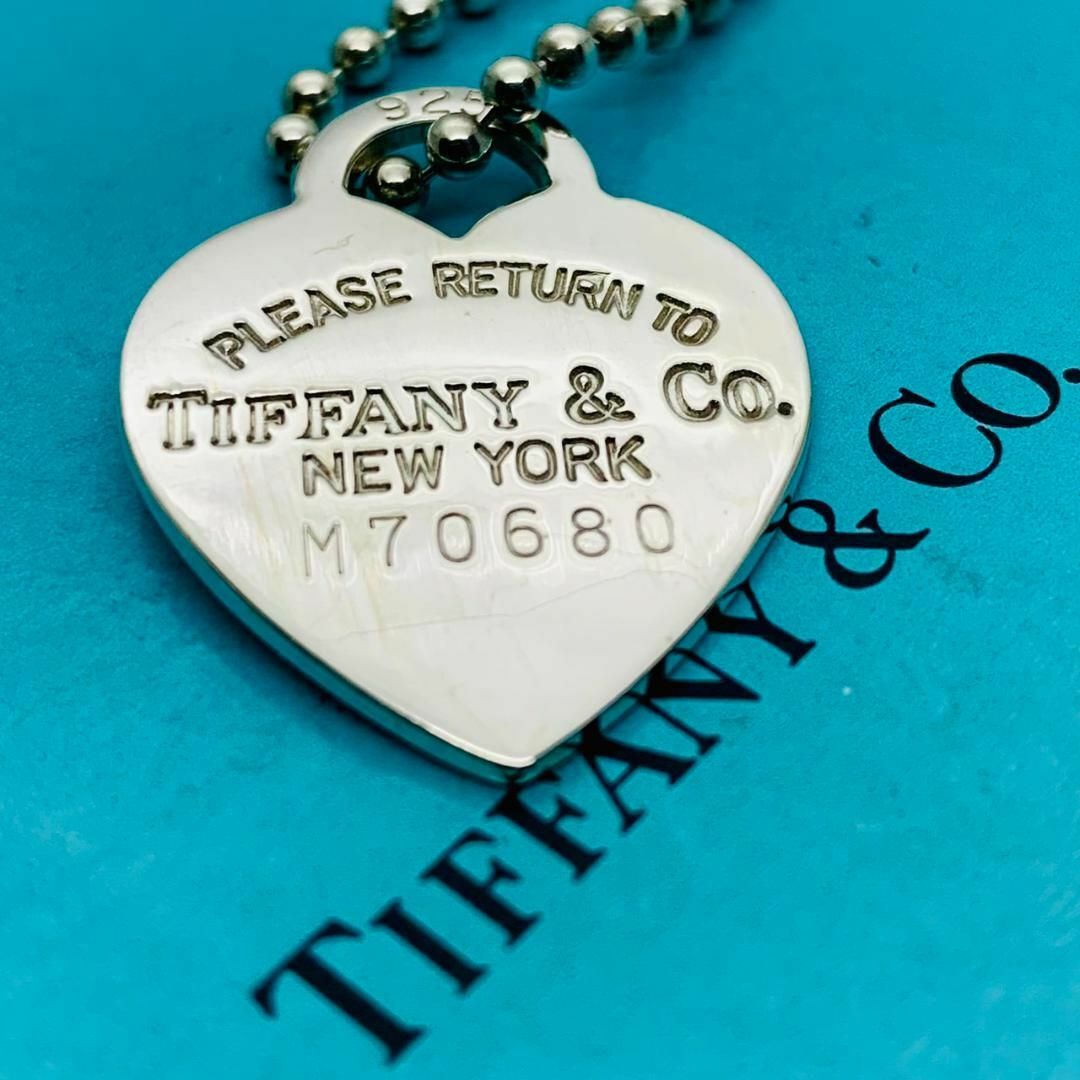 925
PLEASE RETURN TO
TIFFANY & CO.
NEW YORK
M70680
TIFFANY & CO.